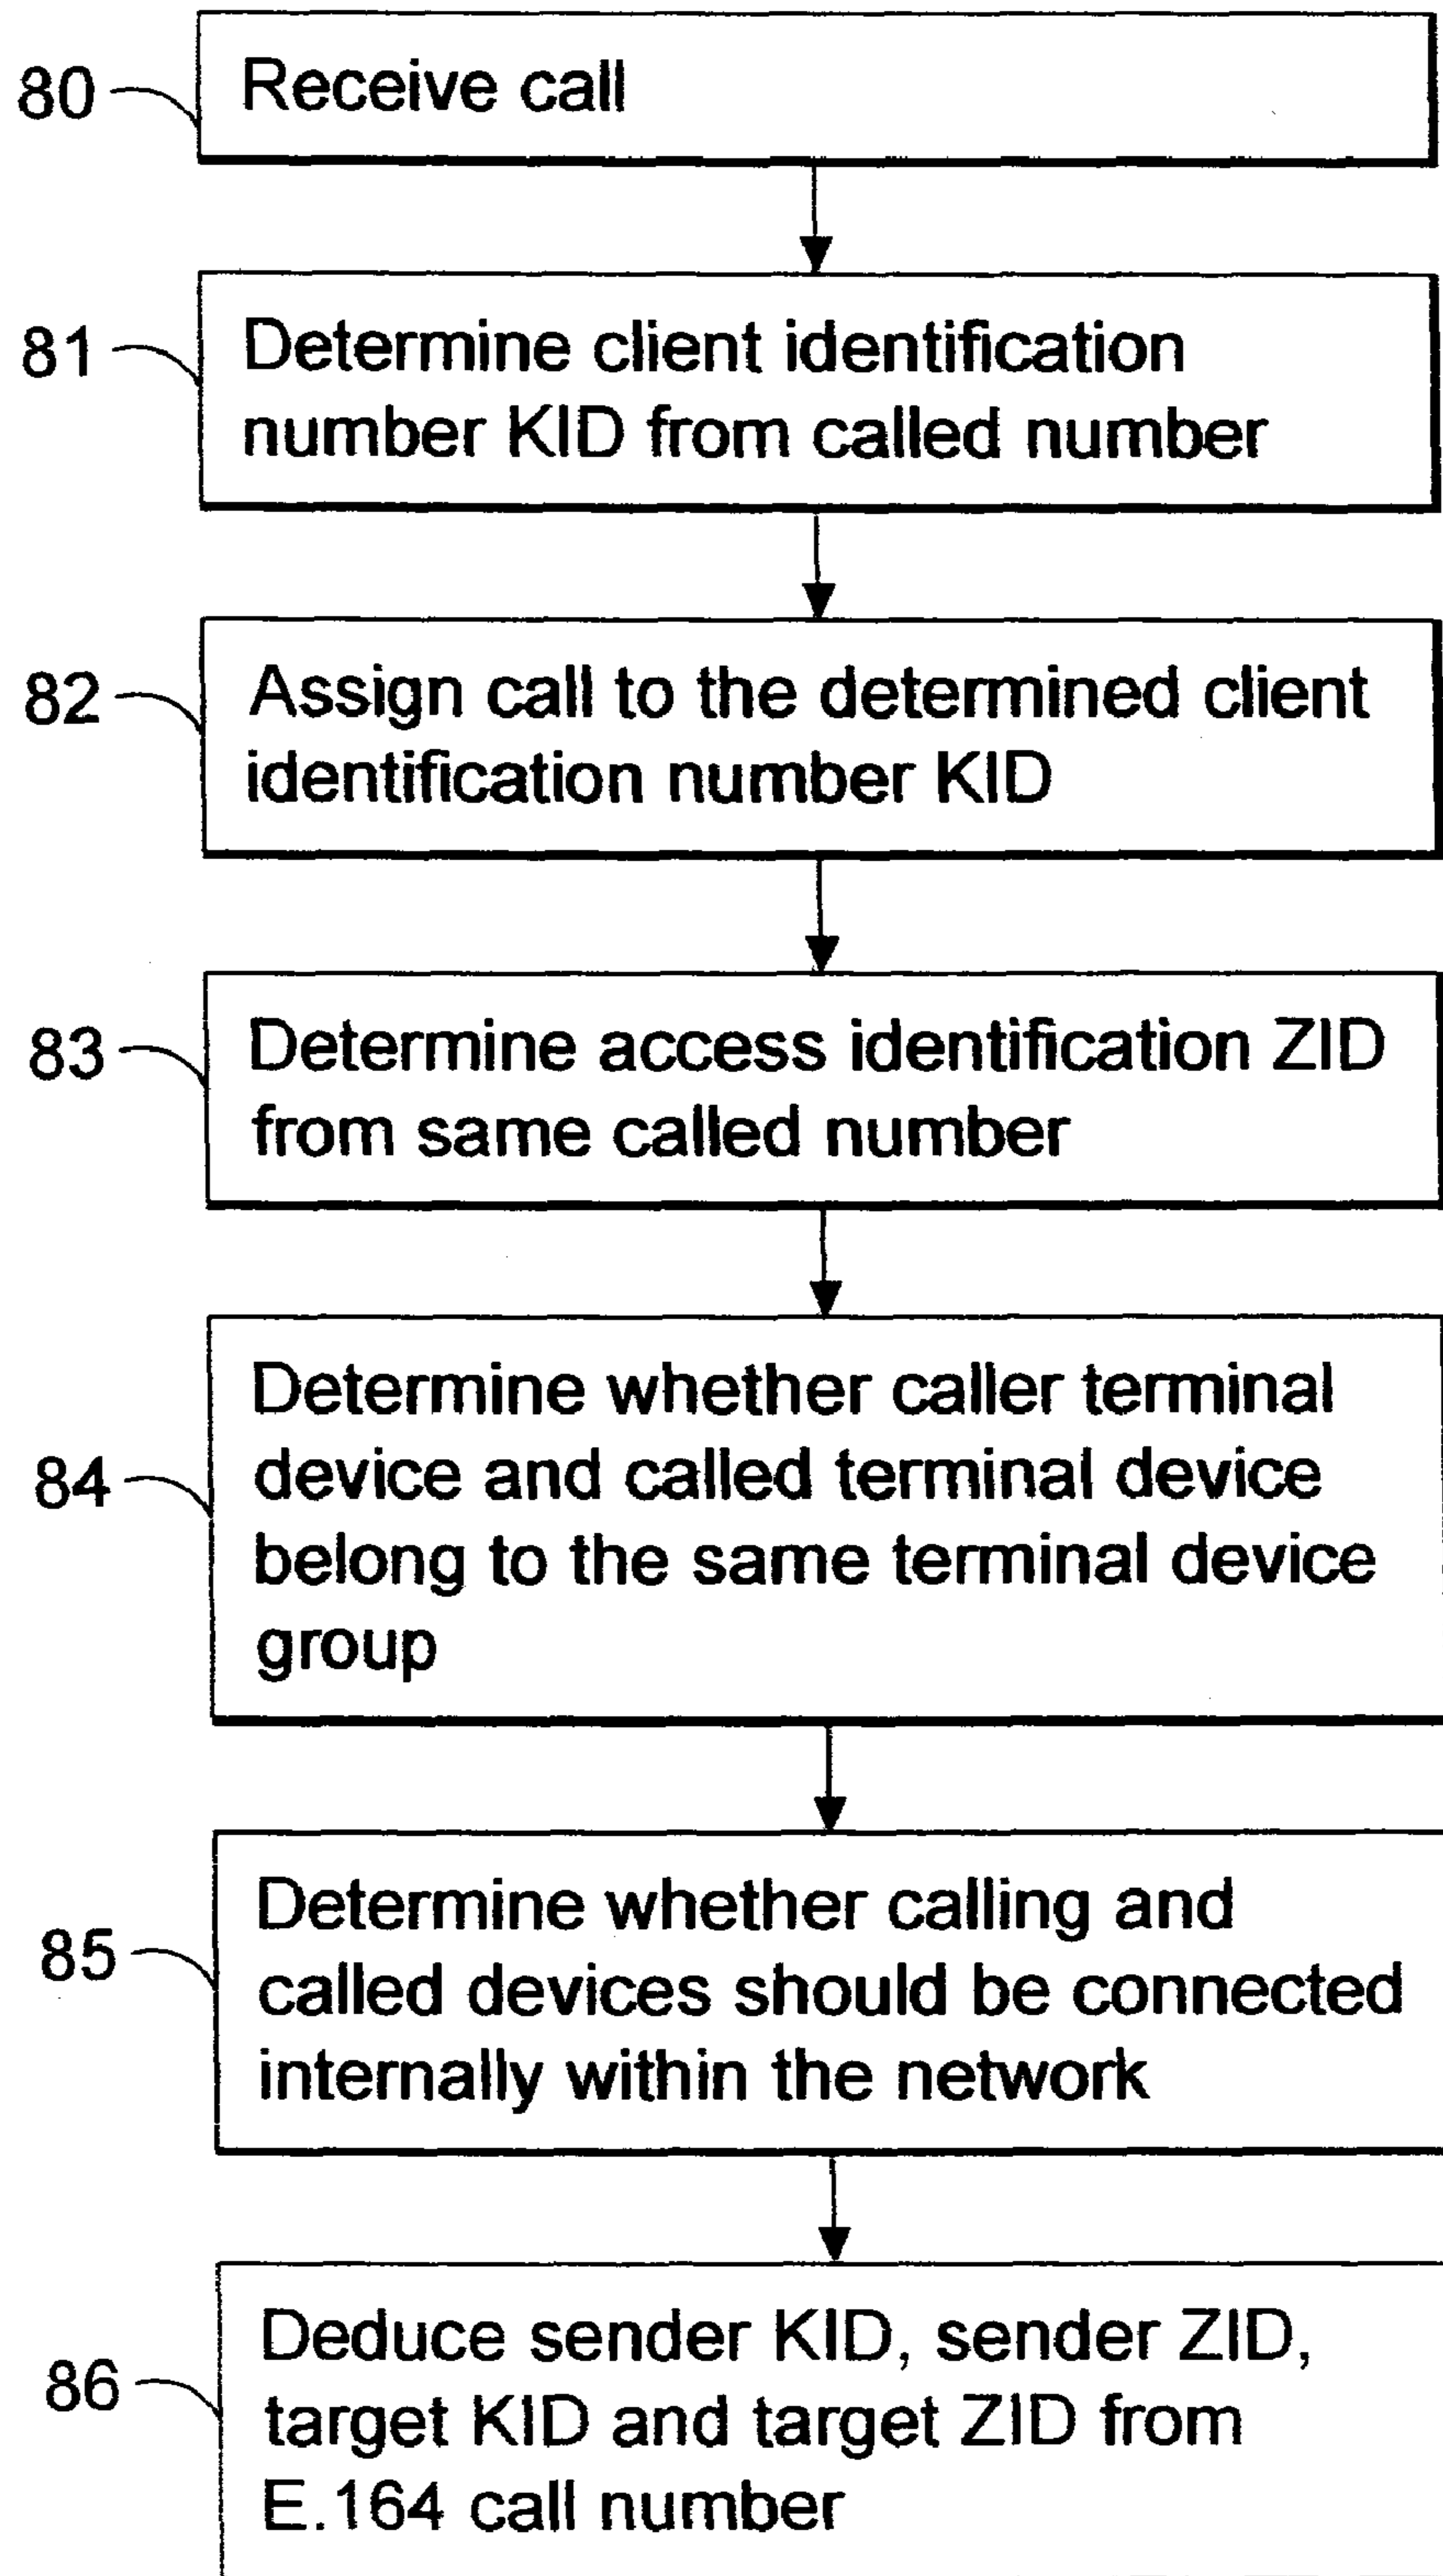 80
Receive call
81
Determine client identification
number KID from called number
82
Assign call to the determined client
identification number KID
83
Determine access identification ZID
from same called number
84
Determine whether caller terminal
device and called terminal device
belong to the same terminal device
group
85
Determine whether calling and
called devices should be connected
internally within the network
86
Deduce sender KID, sender ZID,
target KID and target ZID from
E.164 call number